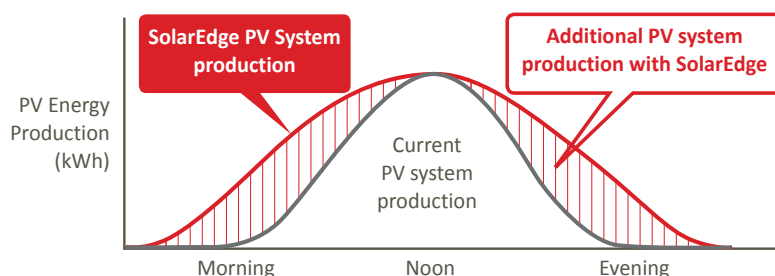 SolarEdge PV System
production
Additional PV system
production with SolarEdge
PV Energy
Production
(kWh)
Current
PV system
production
Morning
Noon
Evening